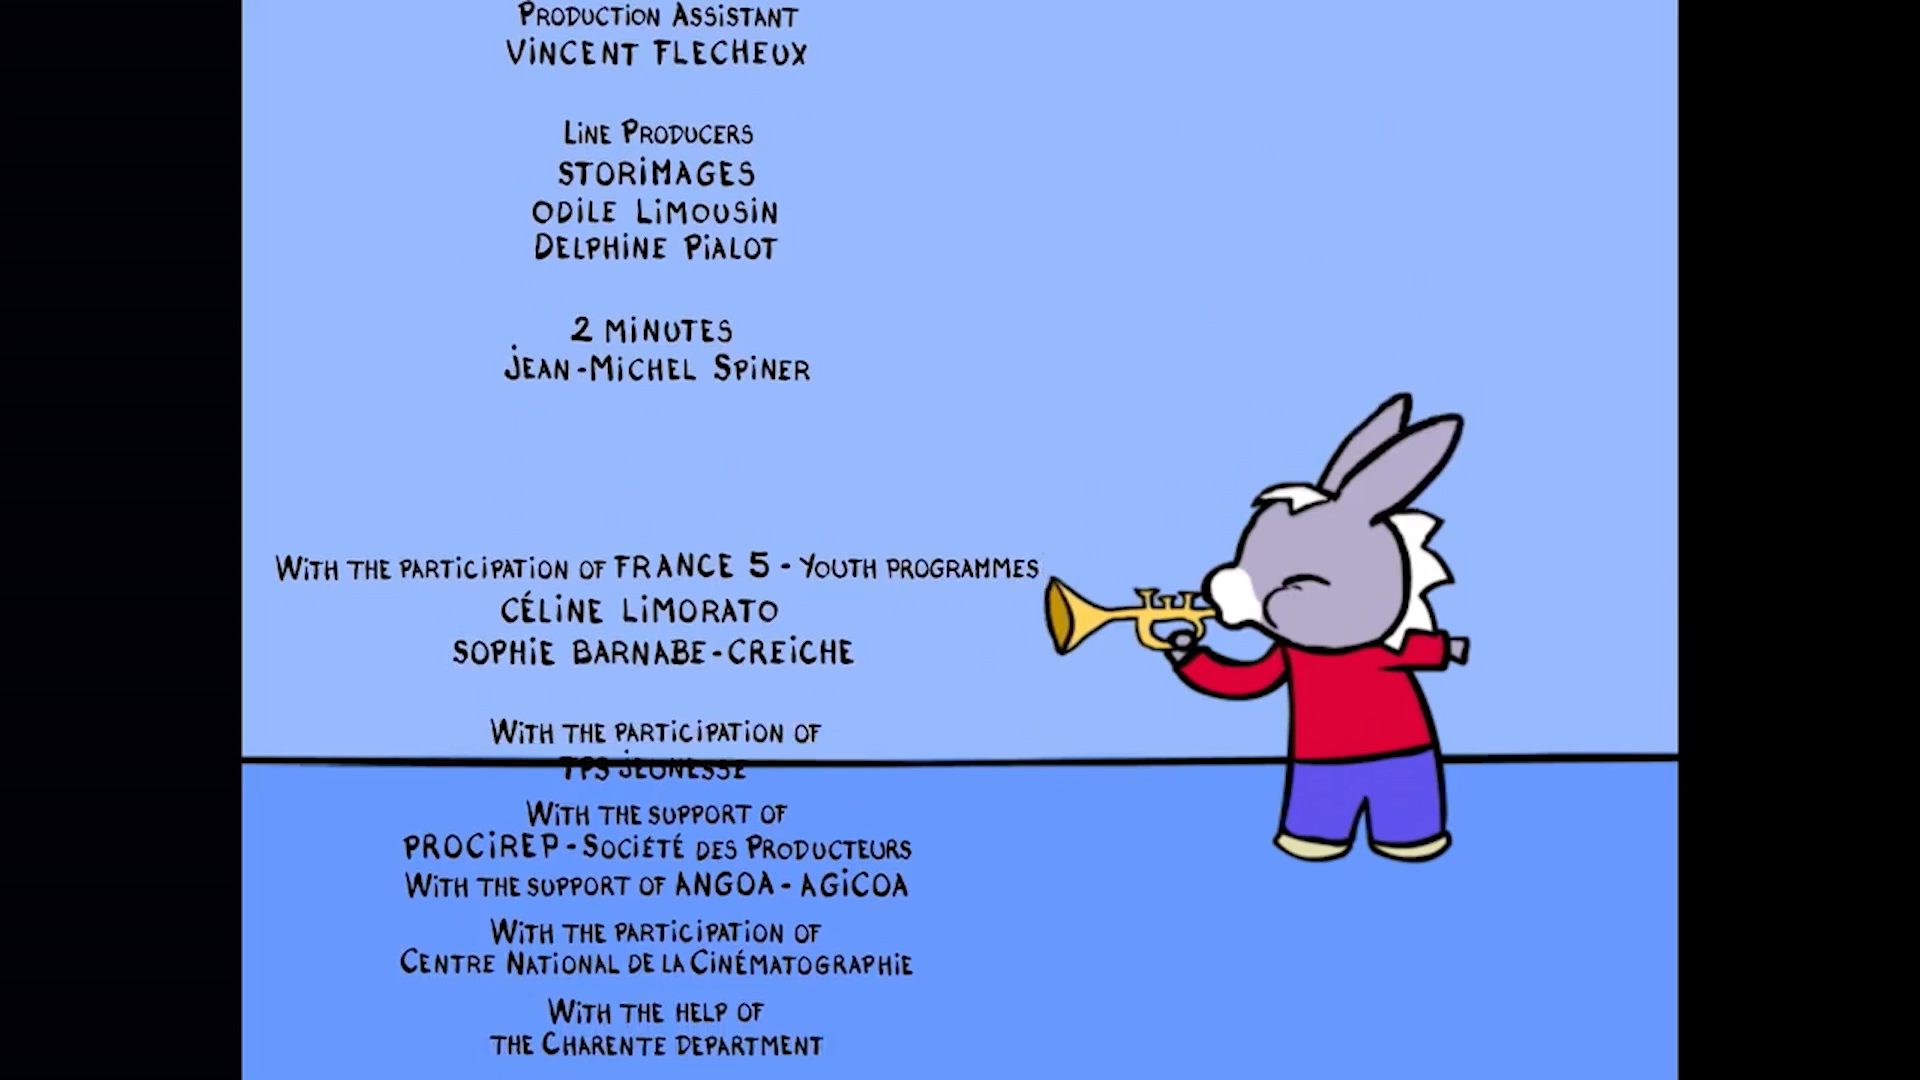 Production Assistant
Vincent Flecheux
Line Producers
STORiMAGES
Odile Limousin
Delphine Pialot
2 Minutes
Jean-Michel Spiner
With the participation of FRANCE 5 - Youth programmes
Céline Limorato
Sophie Barnabe-Creiche
With the participation of
TPS Jeunesse
With the support of
PROCiREP - Société des Producteurs
With the support of ANGOA - AGiCOA
With the participation of
Centre National de la Cinématographie
With the help of
the Charente department